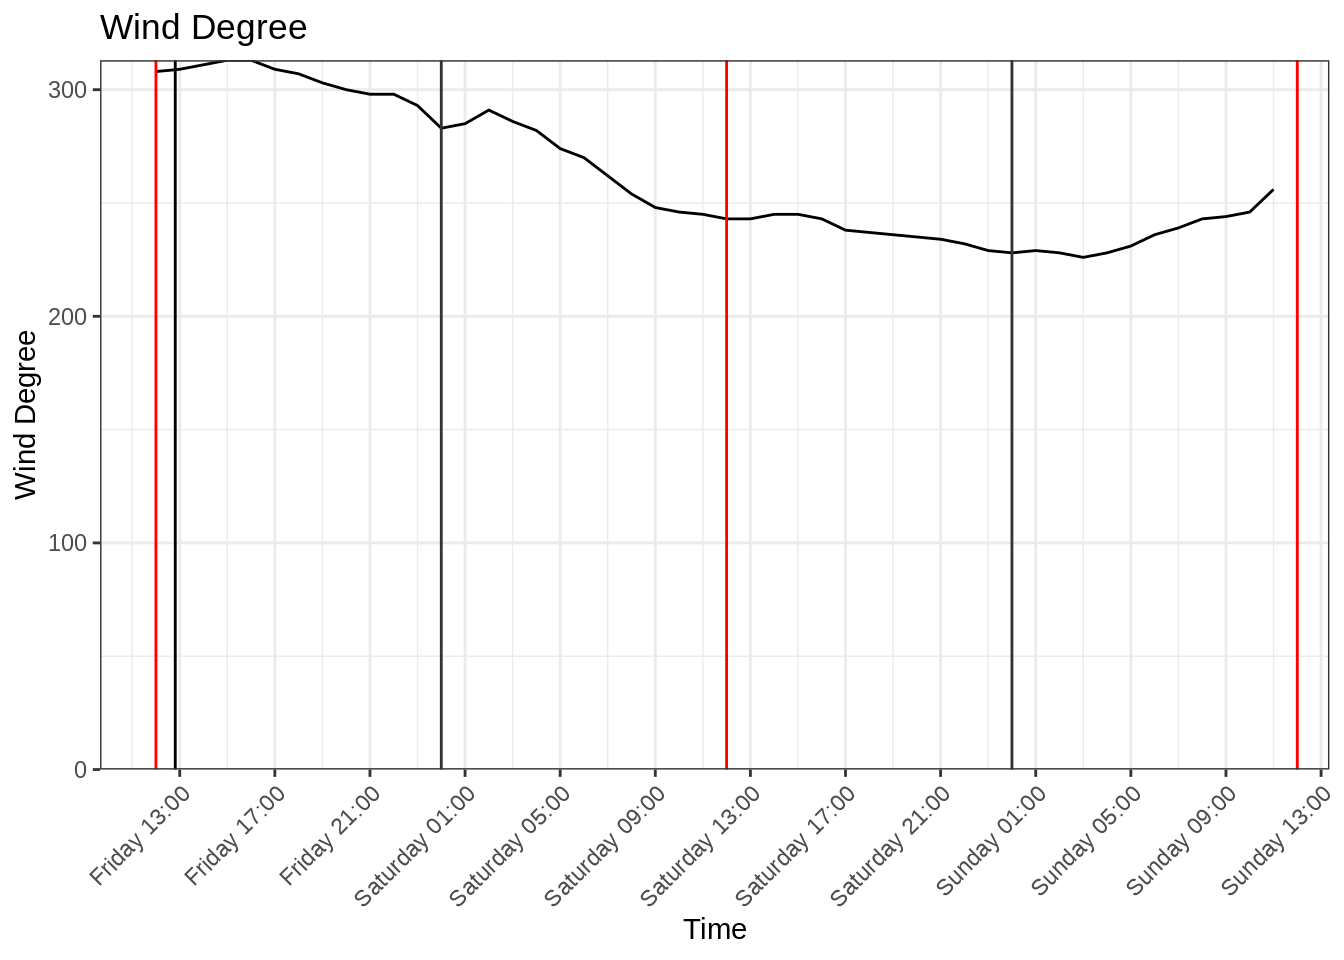 Wind Degree
Wind Degree
300
200
100
0
Friday 13:00
Friday 17:00
Friday 21:00
Saturday 01:00
Saturday 05:00
Saturday 09:00
Saturday 13:00
Saturday 17:00
Saturday 21:00
Sunday 01:00
Sunday 05:00
Sunday 09:00
Sunday 13:00
Time